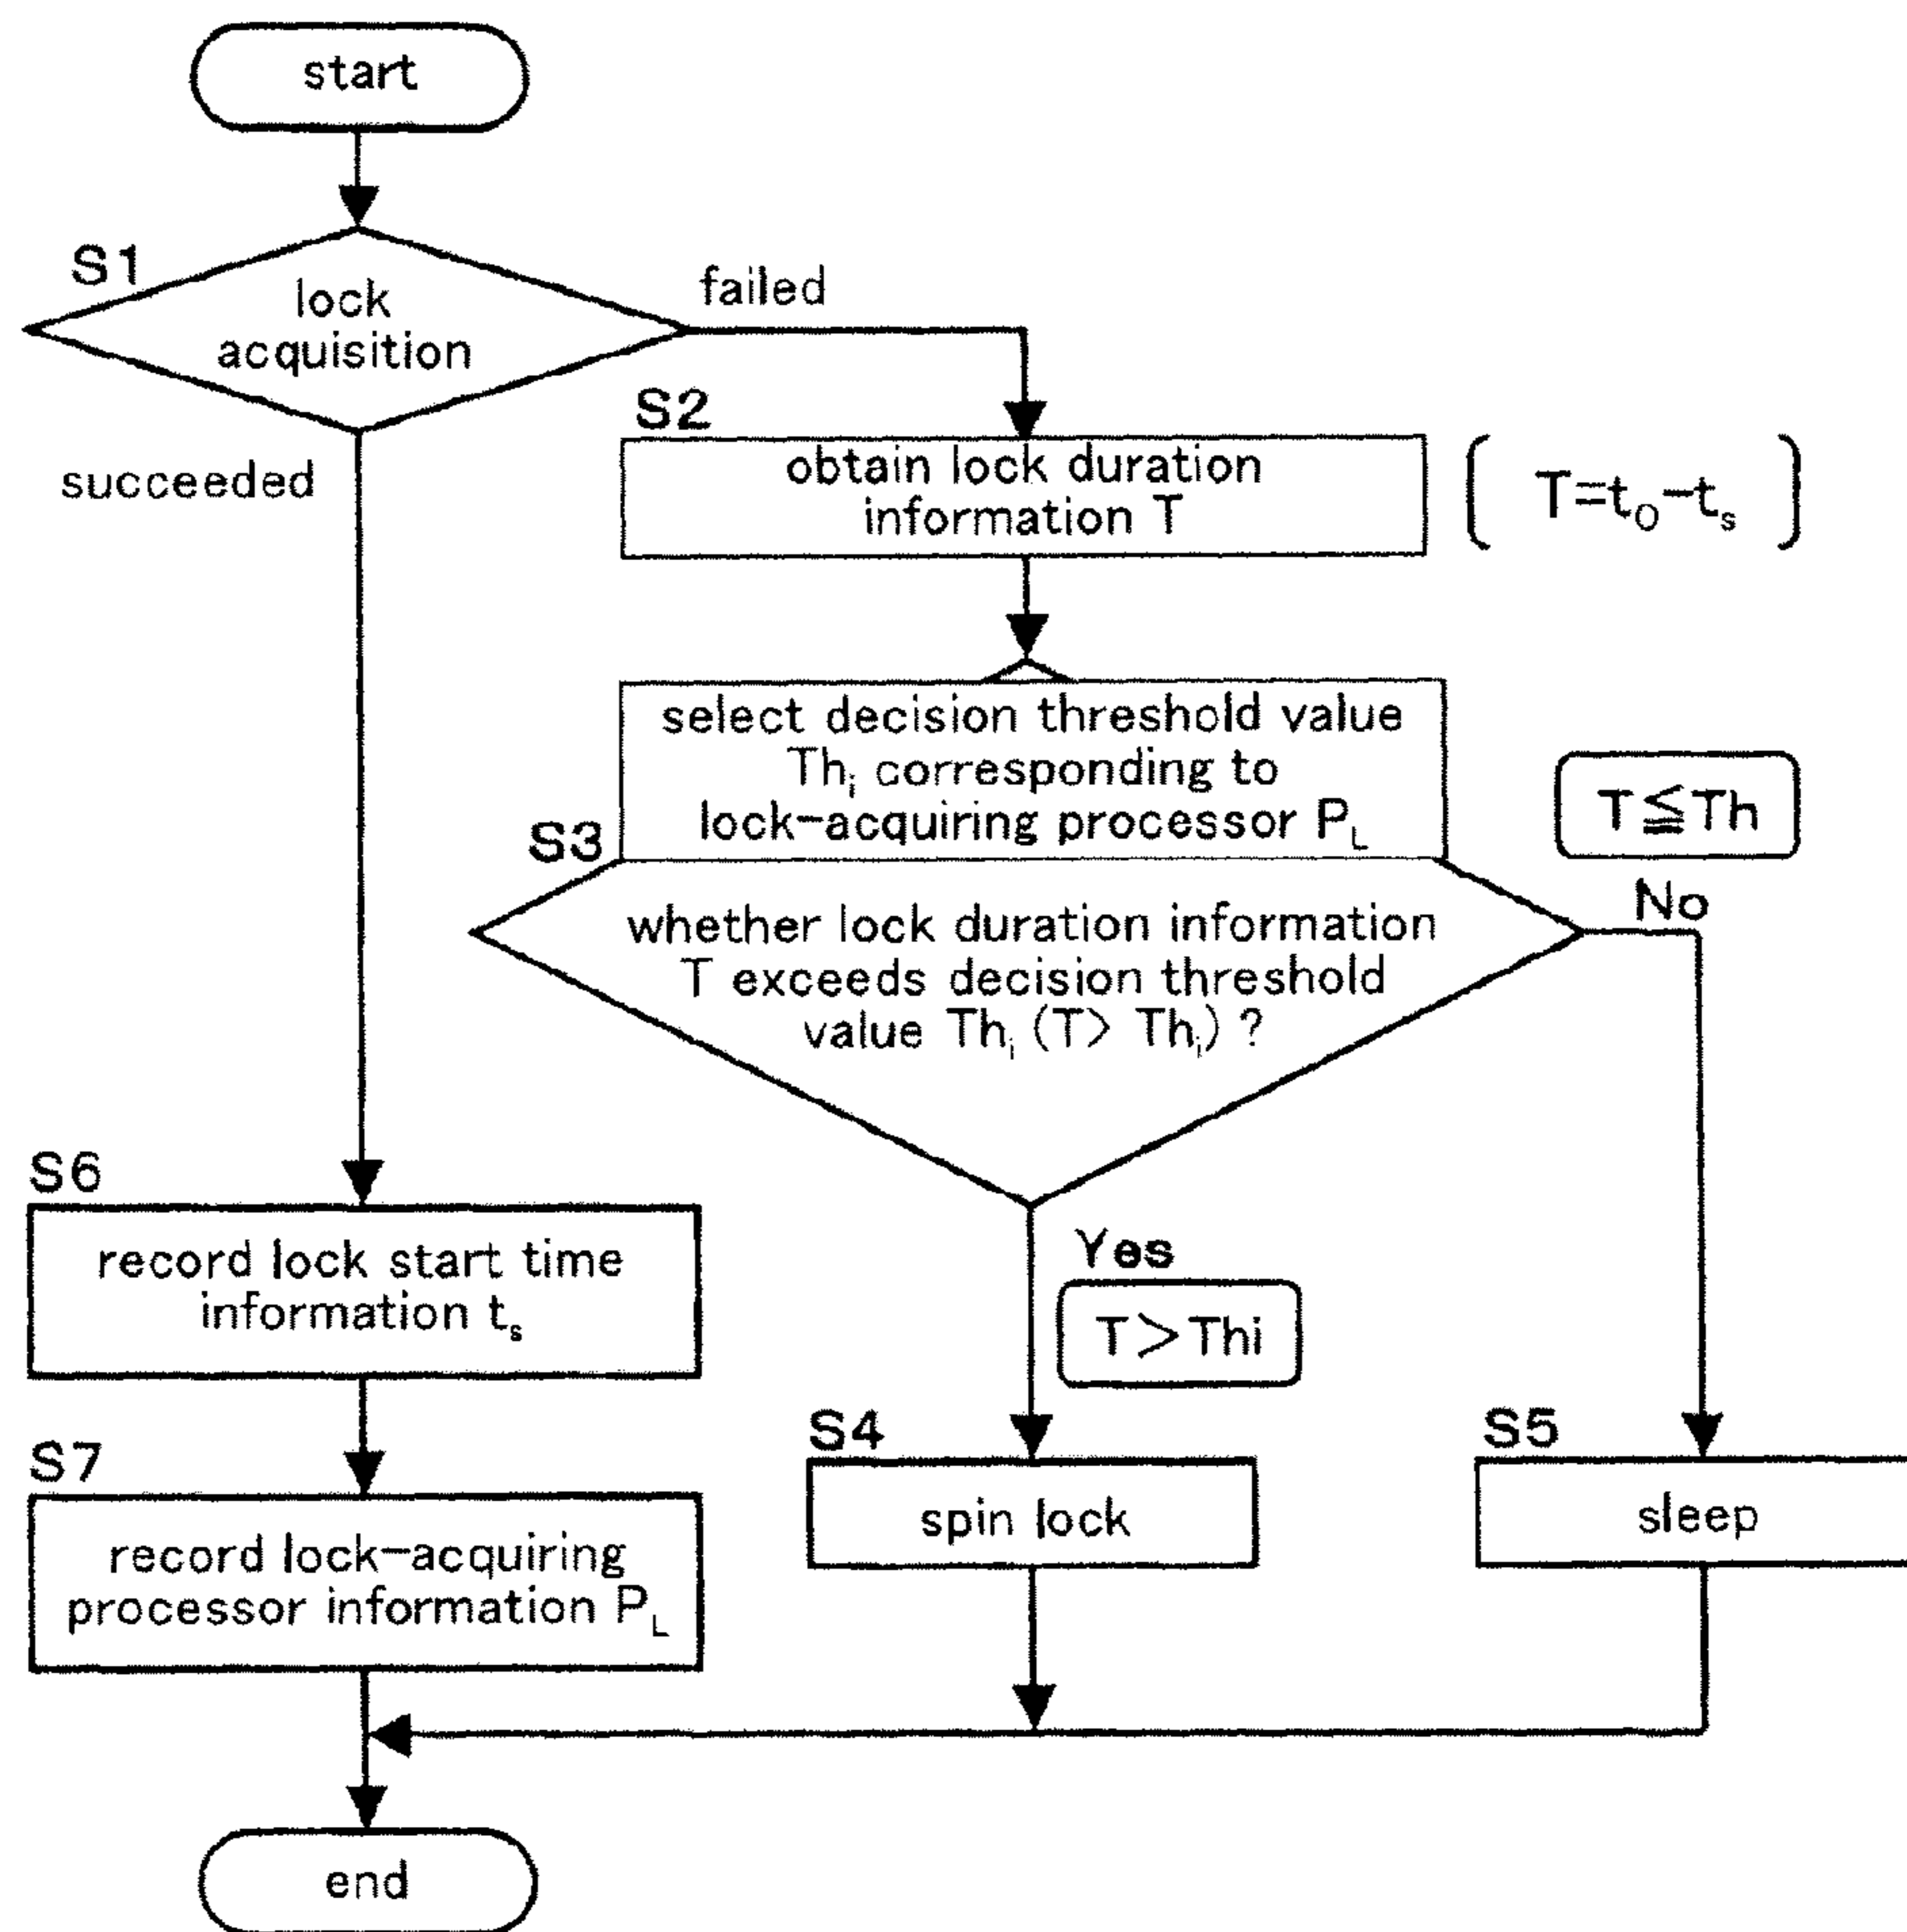 start
S1
lock
acquisition
failed
succeeded
S2
obtain lock duration
information T
T=t₀−tₛ
select decision threshold value
Thᵢ corresponding to
lock-acquiring processor P_L
S3
T≦Th
No
whether lock duration information
T exceeds decision threshold
value Thᵢ (T> Thᵢ) ?
Yes
T>Thi
S6
record lock start time
information tₛ
S4
spin lock
S5
sleep
S7
record lock-acquiring
processor information P_L
end